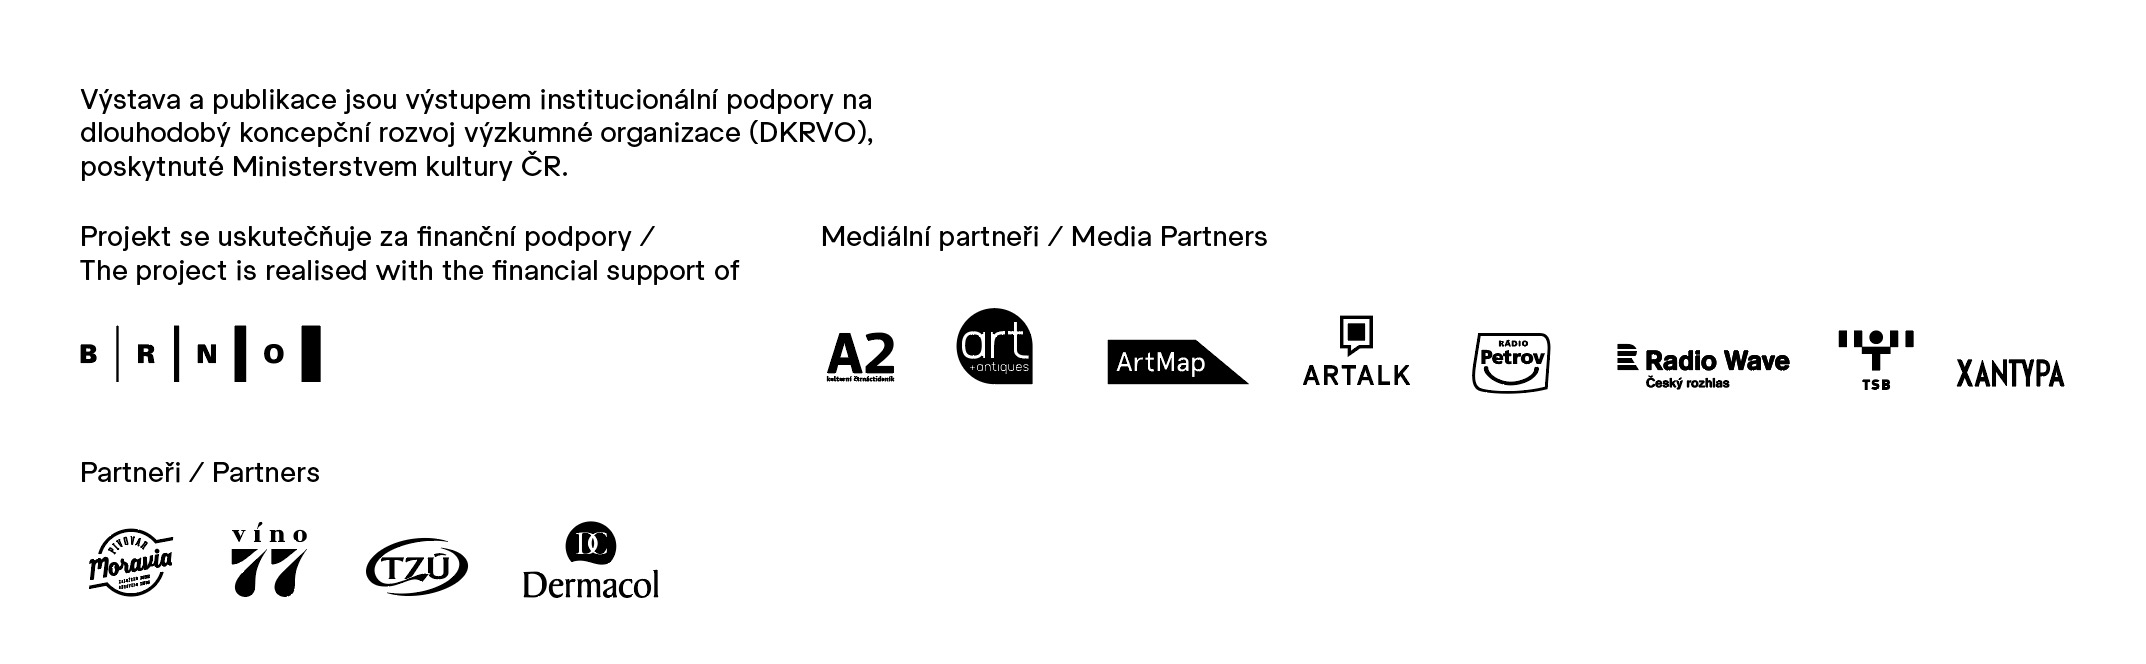 Výstava a publikace jsou výstupem institucionální podpory na
dlouhodobý koncepční rozvoj výzkumné organizace (DKRVO),
poskytnuté Ministerstvem kultury ČR.
Projekt se uskutečňuje za finanční podpory /
The project is realised with the financial support of
B R N O
Mediální partneři / Media Partners
A2
kulturní čtrnáctideník
art
+antiques
ArtMap
ARTALK
RÁDIO
Petrov
Radio Wave
Český rozhlas
TSB
XANTYPA
Partneři / Partners
PIVOVAR
Moravia
víno
77
TZÚ
DC
Dermacol